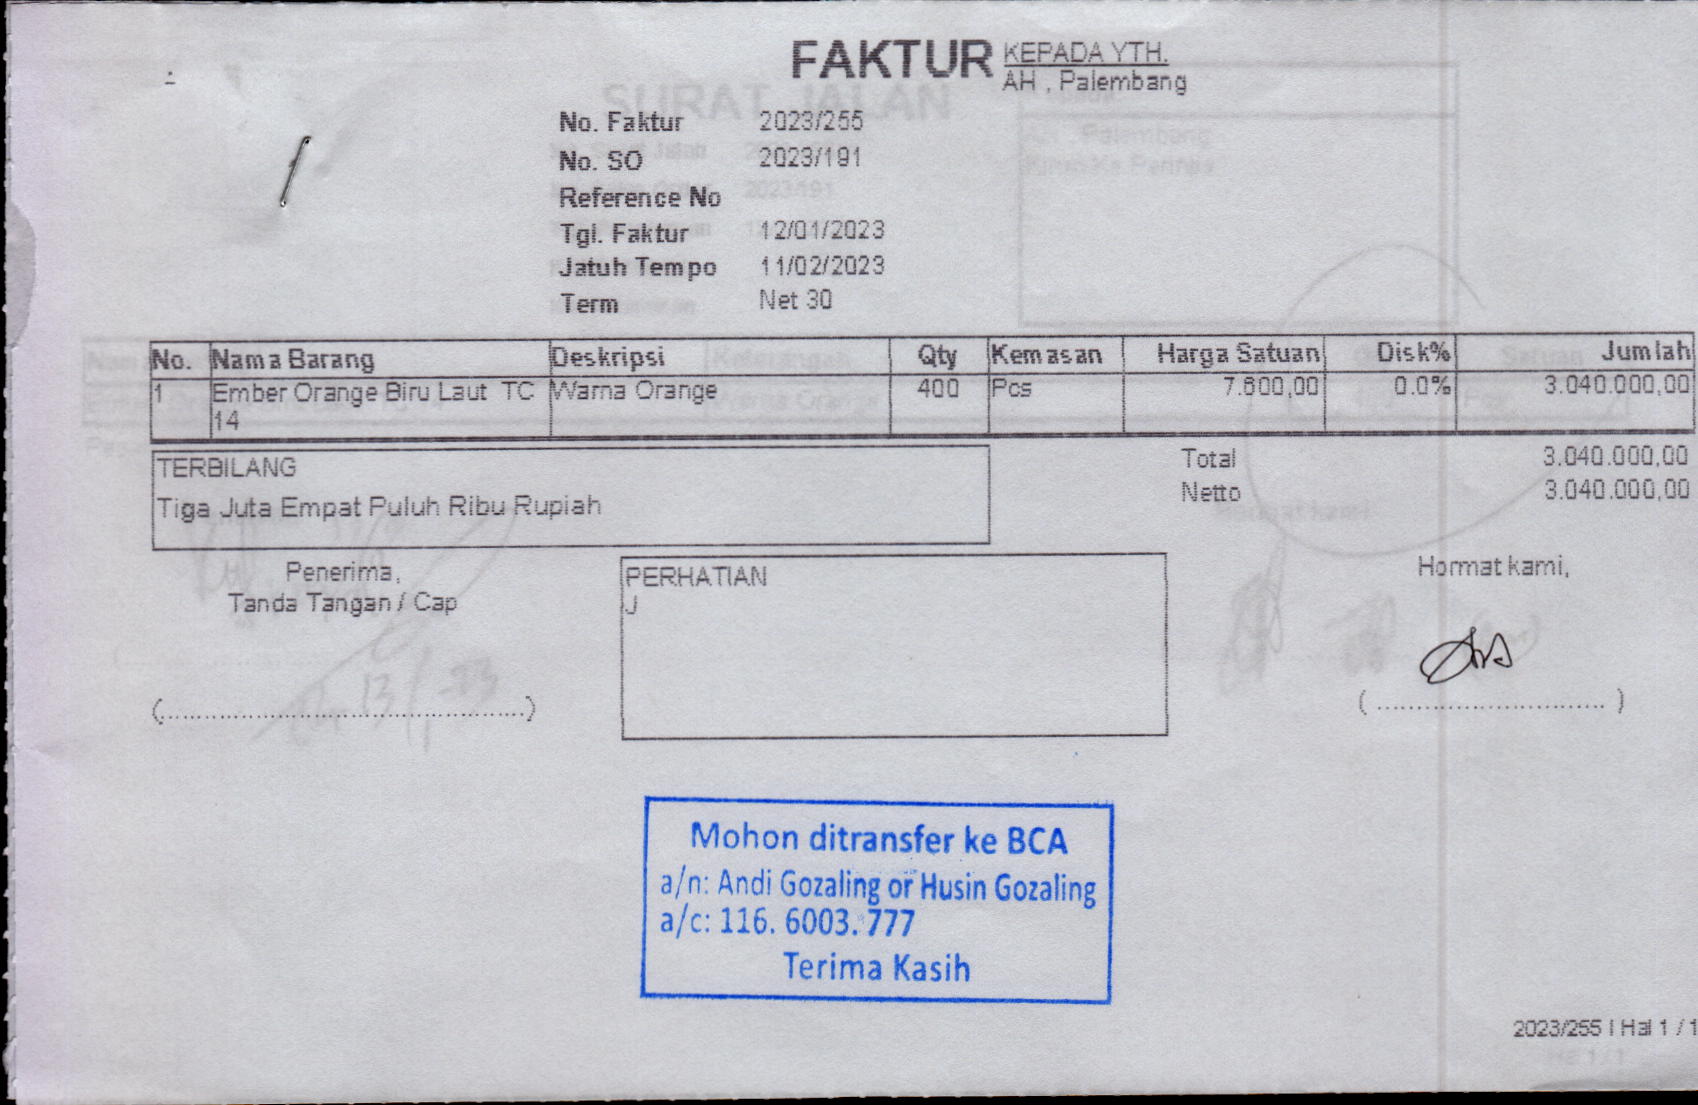 FAKTUR
KEPADA YTH.
AH , Palembang
No. Faktur 2023/255
No. SO 2023/191
Reference No
Tgl. Faktur 12/01/2023
Jatuh Tempo 11/02/2023
Term Net 30
No. Nama Barang Deskripsi Qty Kemasan Harga Satuan Disk% Jumlah
1 Ember Orange Biru Laut TC Warna Orange 400 Pcs 7.600,00 0.0% 3.040.000,00
14
TERBILANG
Tiga Juta Empat Puluh Ribu Rupiah
Total 3.040.000,00
Netto 3.040.000,00
Penerima,
Tanda Tangan / Cap
PERHATIAN
J
Hormat kami,
(..................................................)
( ............................. )
Mohon ditransfer ke BCA
a/n: Andi Gozaling or Husin Gozaling
a/c: 116. 6003. 777
Terima Kasih
2023/255 | Hal 1 / 1